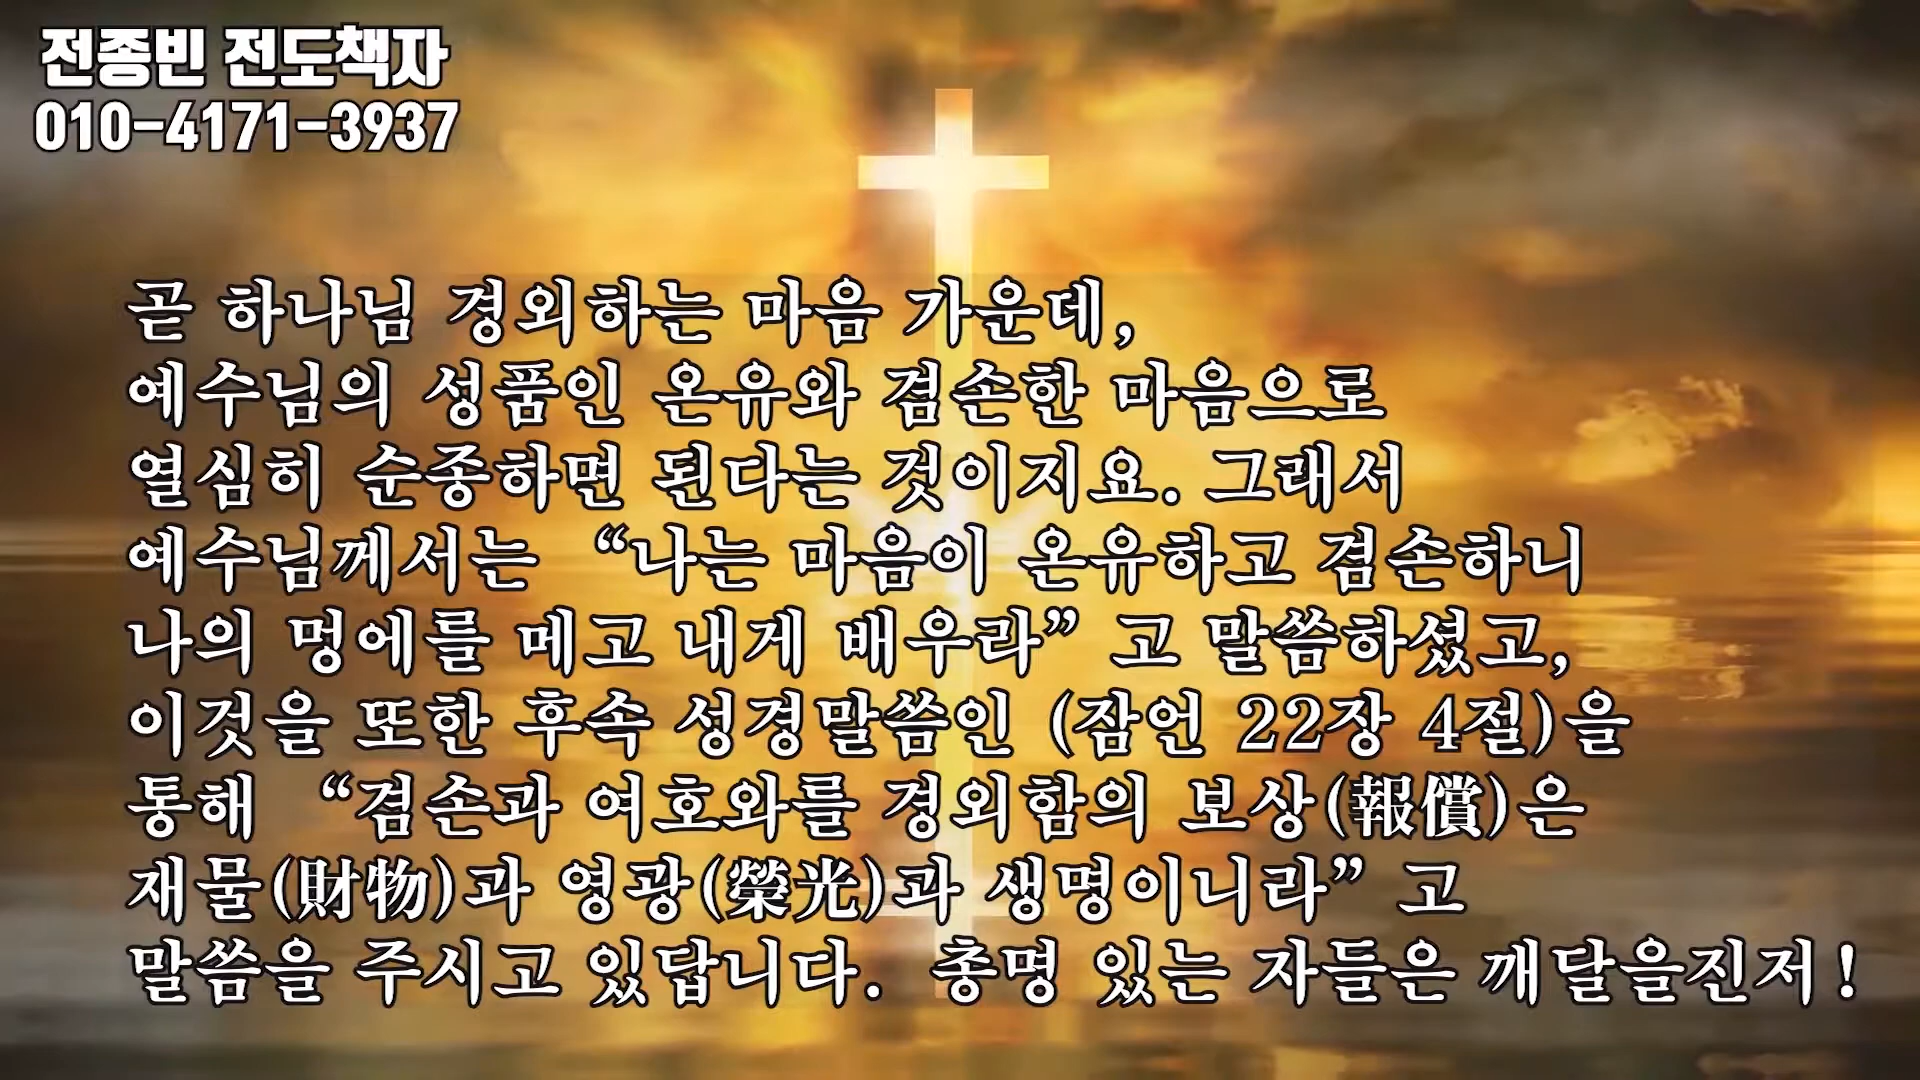 전종빈 전도책자
010-4171-3937
곧 하나님 경외하는 마음 가운데,
예수님의 성품인 온유와 겸손한 마음으로
열심히 순종하면 된다는 것이지요. 그래서
예수님께서는 “나는 마음이 온유하고 겸손하니
나의 멍에를 메고 내게 배우라” 고 말씀하셨고,
이것을 또한 후속 성경말씀인 (잠언 22장 4절)을
통해 “겸손과 여호와를 경외함의 보상(報償)은
재물(財物)과 영광(榮光)과 생명이니라” 고
말씀을 주시고 있답니다. 총명 있는 자들은 깨달을진저!